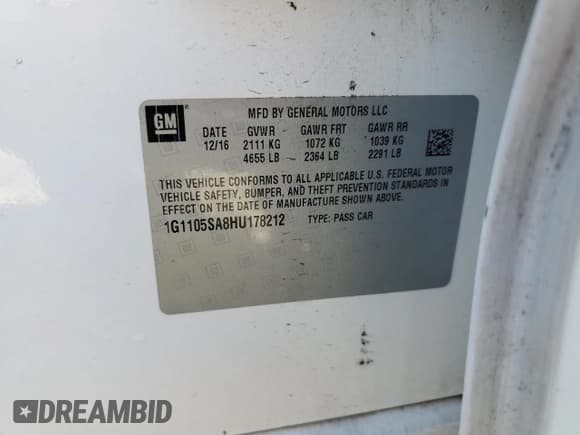 GM
MFD BY GENERAL MOTORS LLC
DATE GVWR GAWR FRT GAWR RR
12/16 2111 KG 1072 KG 1039 KG
4655 LB 2364 LB 2291 LB
THIS VEHICLE CONFORMS TO ALL APPLICABLE U.S. FEDERAL MOTOR
VEHICLE SAFETY, BUMPER, AND THEFT PREVENTION STANDARDS IN
EFFECT ON THE DATE OF MANUFACTURE SHOWN ABOVE.
1G1105SA8HU178212 TYPE: PASS CAR
DREAMBID